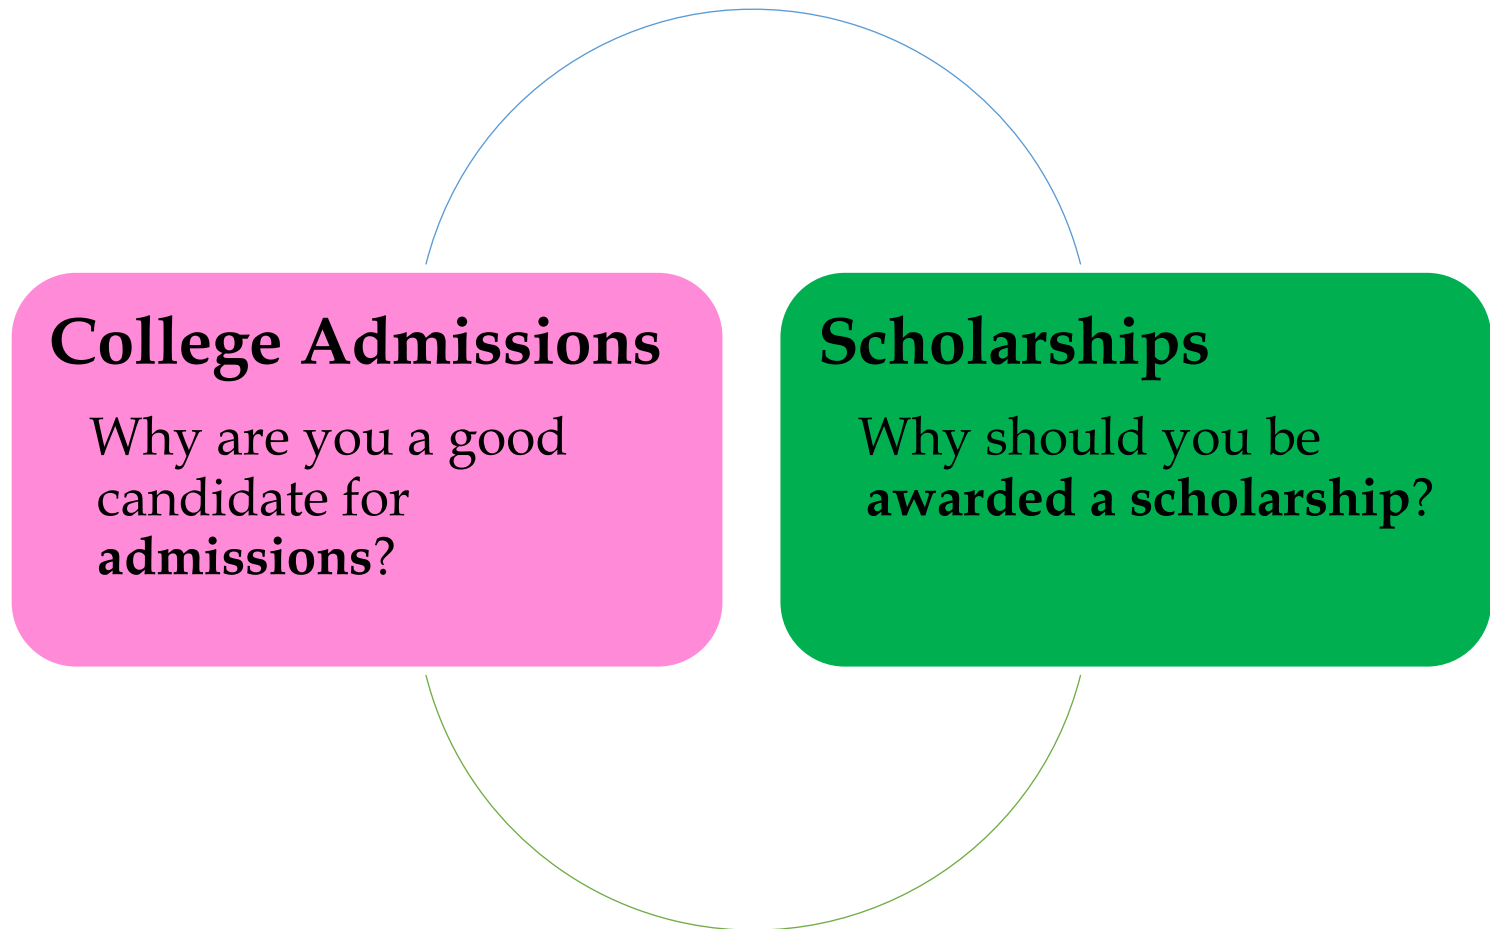 College Admissions
Why are you a good
candidate for
admissions?
Scholarships
Why should you be
awarded a scholarship?